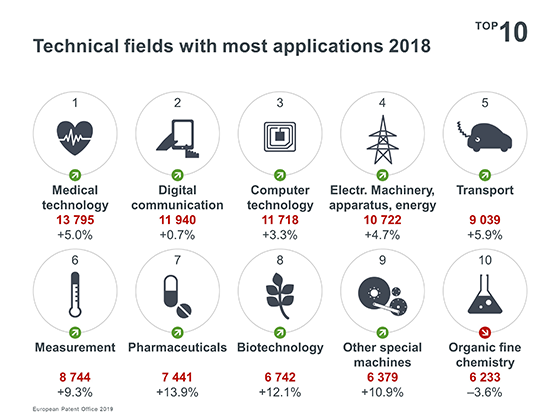 TOP 10
Technical fields with most applications 2018
1 2 3 4 5
Medical Digital Computer Electr. Machinery, Transport
technology communication technology apparatus, energy
13 795 11 940 11 718 10 722 9 039
+5.0% +0.7% +3.3% +4.7% +5.9%
6 7 8 9 10
Measurement Pharmaceuticals Biotechnology Other special Organic fine
machines chemistry
8 744 7 441 6 742 6 379 6 233
+9.3% +13.9% +12.1% +10.9% –3.6%
European Patent Office 2019